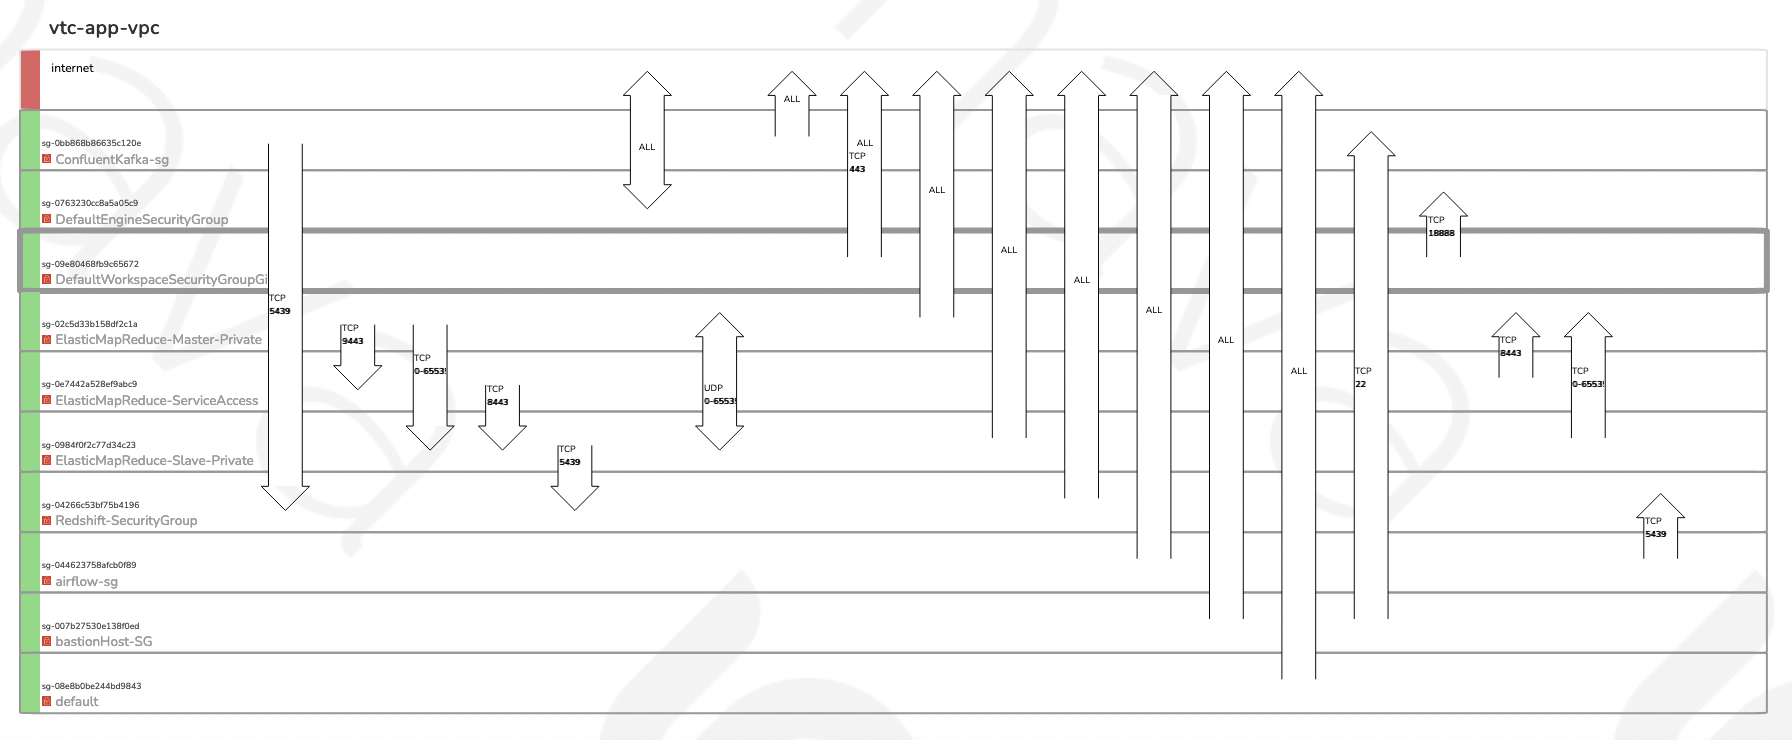 vtc-app-vpc
internet
ALL
ALL
ALL
TCP
443
ALL
ALL
ALL
ALL
ALL
ALL
sg-0bb868b86635c120e
ConfluentKafka-sg
sg-0763230cc8a5a05c9
DefaultEngineSecurityGroup
TCP
18888
sg-09e80468fb9c65672
DefaultWorkspaceSecurityGroupGi
TCP
5439
sg-02c5d33b158df2c1a
ElasticMapReduce-Master-Private
TCP
9443
TCP
0-6553
TCP
8443
UDP
0-6553
TCP
22
TCP
8443
TCP
0-6553
sg-0e7442a528ef9abc9
ElasticMapReduce-ServiceAccess
sg-0984f0f2c77d34c23
ElasticMapReduce-Slave-Private
TCP
5439
sg-04266c53bf75b4196
Redshift-SecurityGroup
TCP
5439
sg-044623758afcb0f89
airflow-sg
sg-007b27530e138f0ed
bastionHost-SG
sg-08e8b0be244bd9843
default